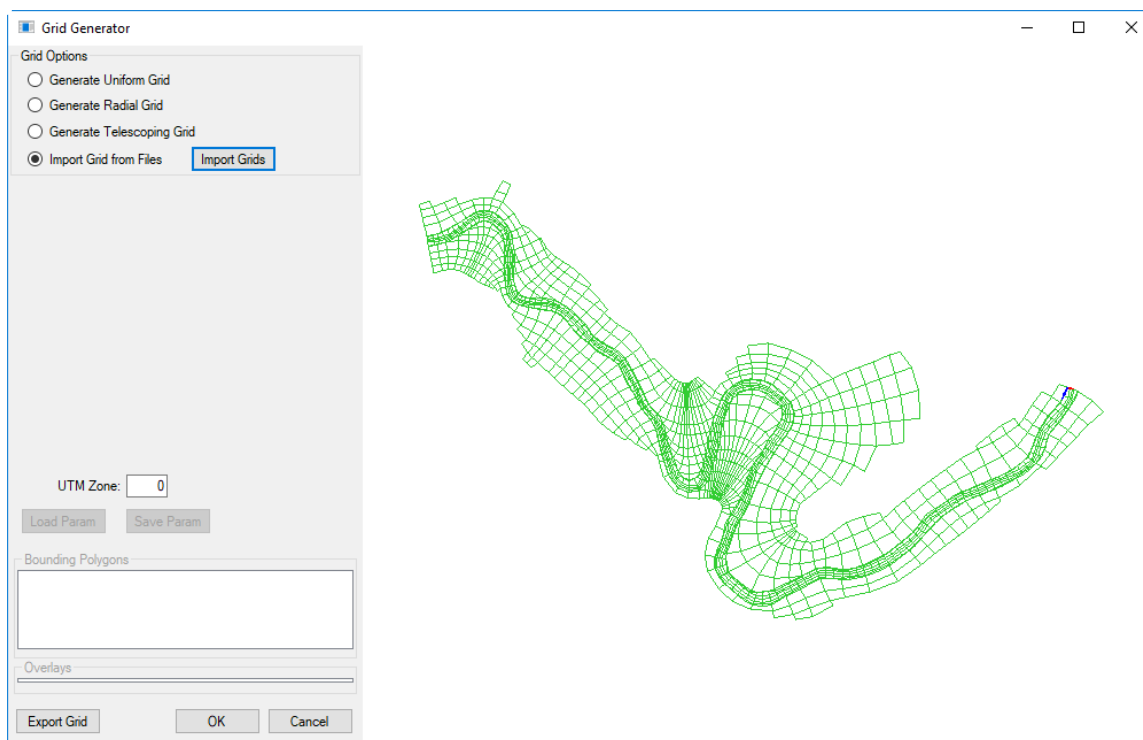 Grid Generator
Grid Options
Generate Uniform Grid
Generate Radial Grid
Generate Telescoping Grid
Import Grid from Files Import Grids
UTM Zone: 0
Load Param Save Param
Bounding Polygons
Overlays
Export Grid OK Cancel